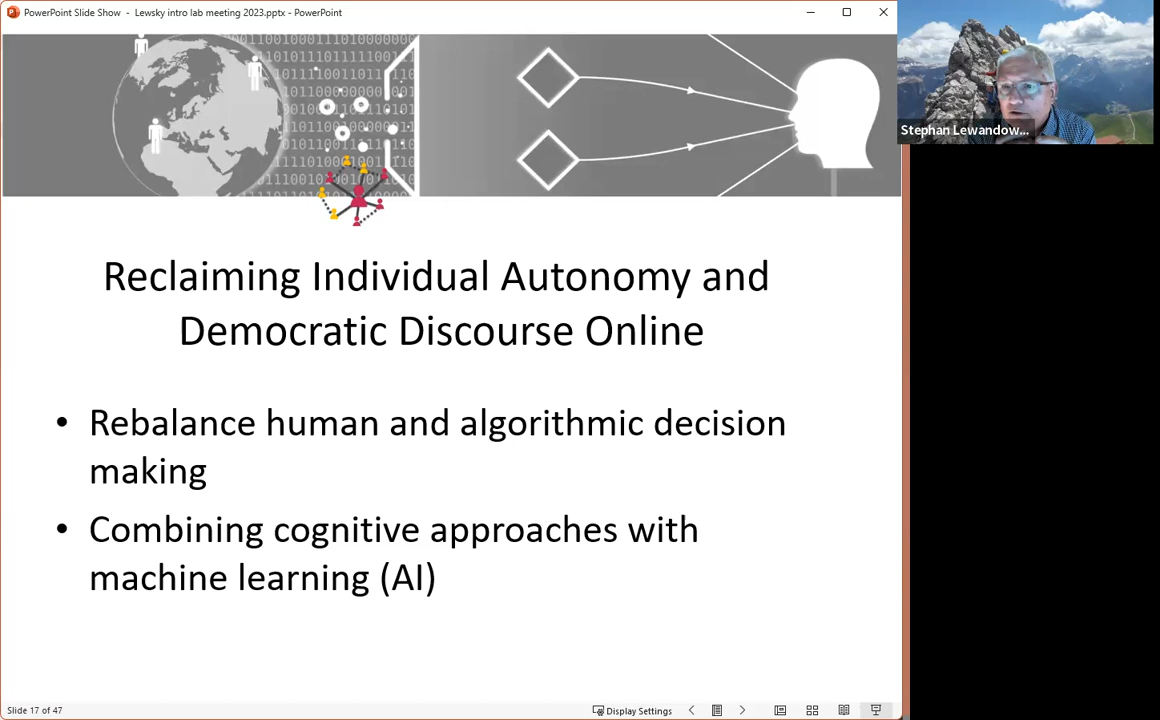 PowerPoint Slide Show - Lewsky intro lab meeting 2023.pptx - PowerPoint
Stephan Lewandow...
Reclaiming Individual Autonomy and
Democratic Discourse Online
• Rebalance human and algorithmic decision
making
• Combining cognitive approaches with
machine learning (AI)
Slide 17 of 47
Display Settings